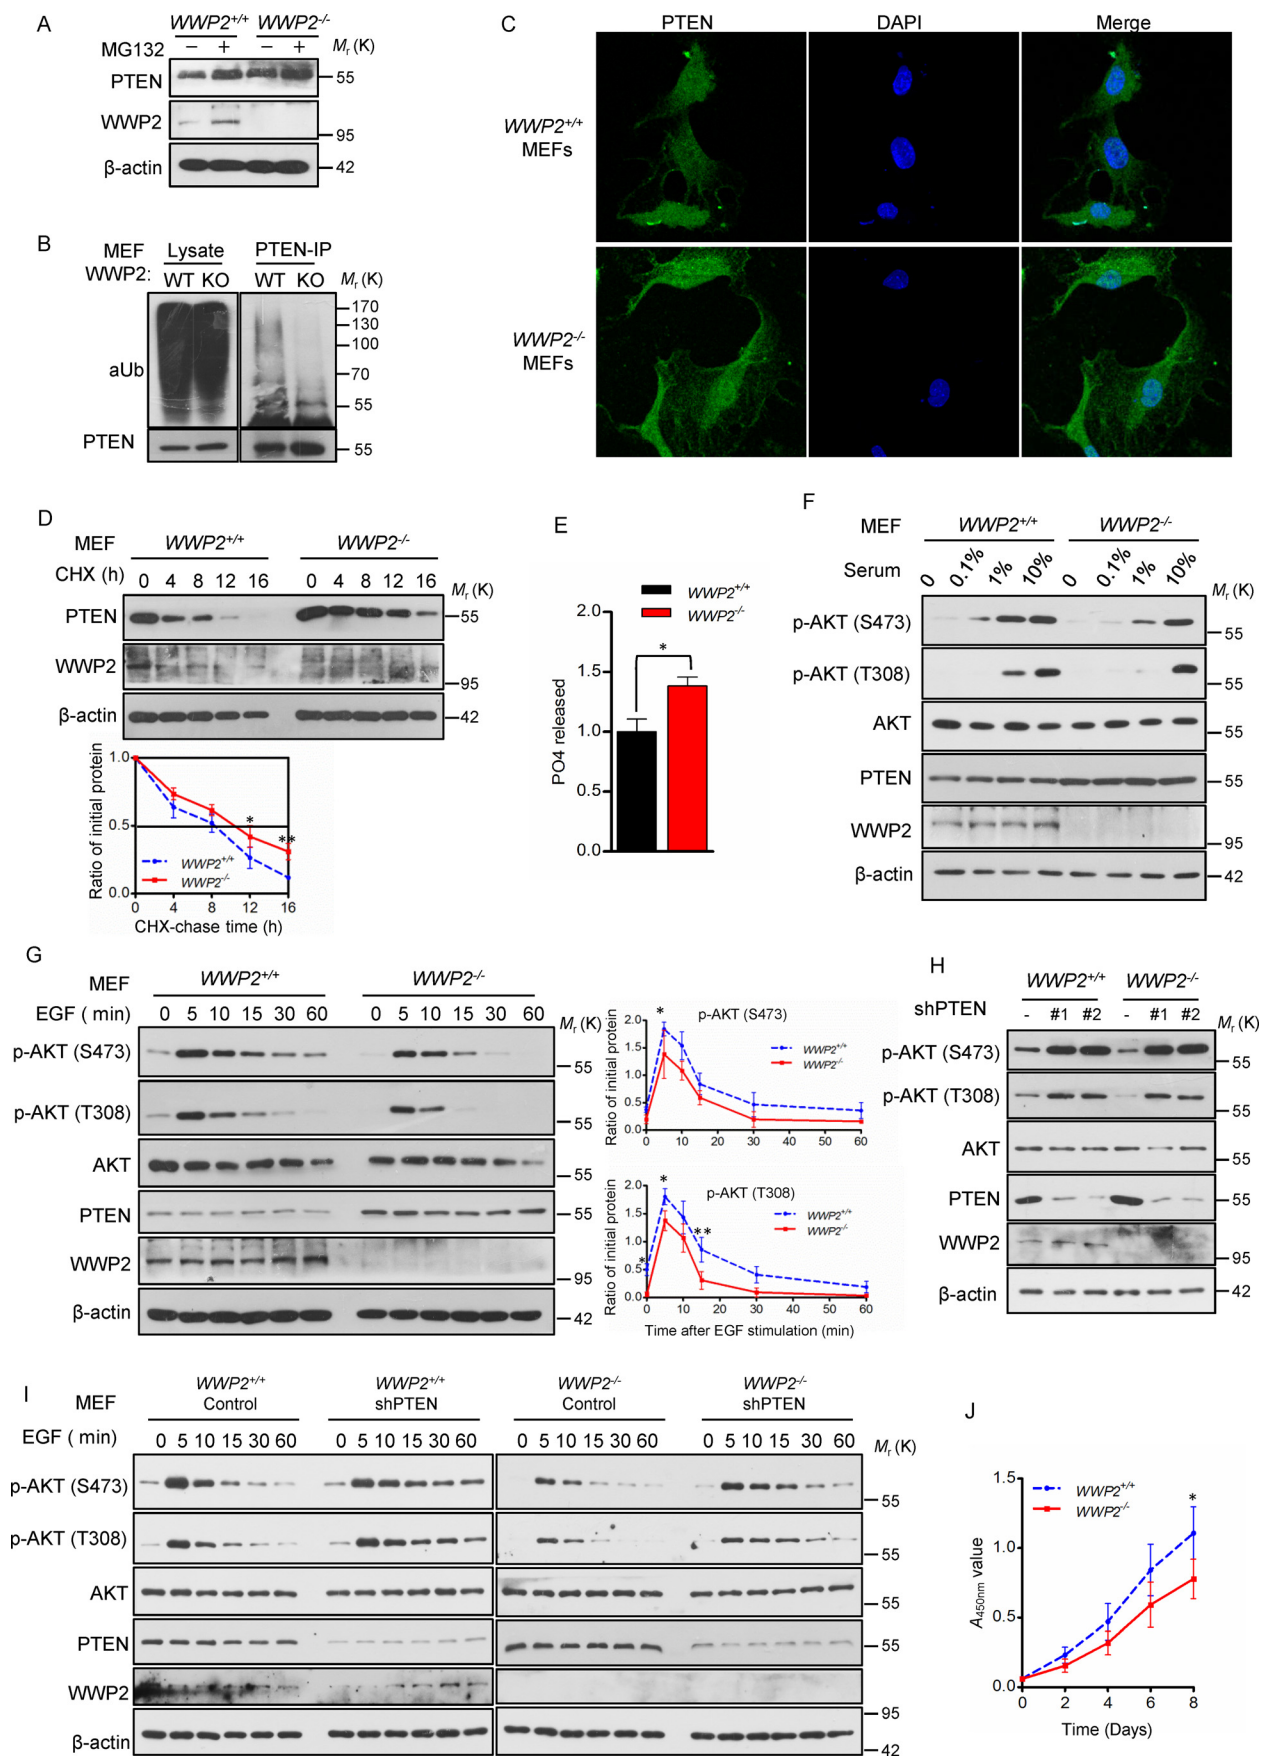 A
WWP2+/+ WWP2-/-
MG132 – + – + Mr (K)
PTEN 55
WWP2 95
β-actin 42
B
MEF Lysate PTEN-IP
WWP2: WT KO WT KO Mr (K)
170
130
100
aUb 70
55
PTEN 55
C
PTEN DAPI Merge
WWP2+/+
MEFs
WWP2-/-
MEFs
D
MEF WWP2+/+ WWP2-/-
CHX (h) 0 4 8 12 16 0 4 8 12 16 Mr (K)
PTEN 55
WWP2 95
β-actin 42
Ratio of initial protein
1.0
0.5
0.0
* **
WWP2+/+
WWP2-/-
0 4 8 12 16
CHX-chase time (h)
E
WWP2+/+
WWP2-/-
PO4 released
2.0
1.5
1.0
0.5
0.0
*
F
MEF WWP2+/+ WWP2-/-
Serum 0 0.1% 1% 10% 0 0.1% 1% 10% Mr (K)
p-AKT (S473) 55
p-AKT (T308) 55
AKT 55
PTEN 55
WWP2 95
β-actin 42
G
MEF WWP2+/+ WWP2-/-
EGF ( min) 0 5 10 15 30 60 0 5 10 15 30 60 Mr (K)
p-AKT (S473) 55
p-AKT (T308) 55
AKT 55
PTEN 55
WWP2 95
β-actin 42
p-AKT (S473)
Ratio of initial protein
2.0
1.5
1.0
0.5
0.0
*
WWP2+/+
WWP2-/-
0 10 20 30 40 50 60
p-AKT (T308)
Ratio of initial protein
2.0
1.5
1.0
0.5
0.0
* * **
WWP2+/+
WWP2-/-
0 10 20 30 40 50 60
Time after EGF stimulation (min)
H
WWP2+/+ WWP2-/-
shPTEN - #1 #2 - #1 #2 Mr (K)
p-AKT (S473) 55
p-AKT (T308) 55
AKT 55
PTEN 55
WWP2 95
β-actin 42
I
MEF WWP2+/+ WWP2+/+ WWP2-/- WWP2-/-
Control shPTEN Control shPTEN
EGF ( min) 0 5 10 15 30 60 0 5 10 15 30 60 0 5 10 15 30 60 0 5 10 15 30 60 Mr (K)
p-AKT (S473) 55
p-AKT (T308) 55
AKT 55
PTEN 55
WWP2 95
β-actin 42
J
A450nm value
1.5
1.0
0.5
0.0
WWP2+/+
WWP2-/-
*
0 2 4 6 8
Time (Days)